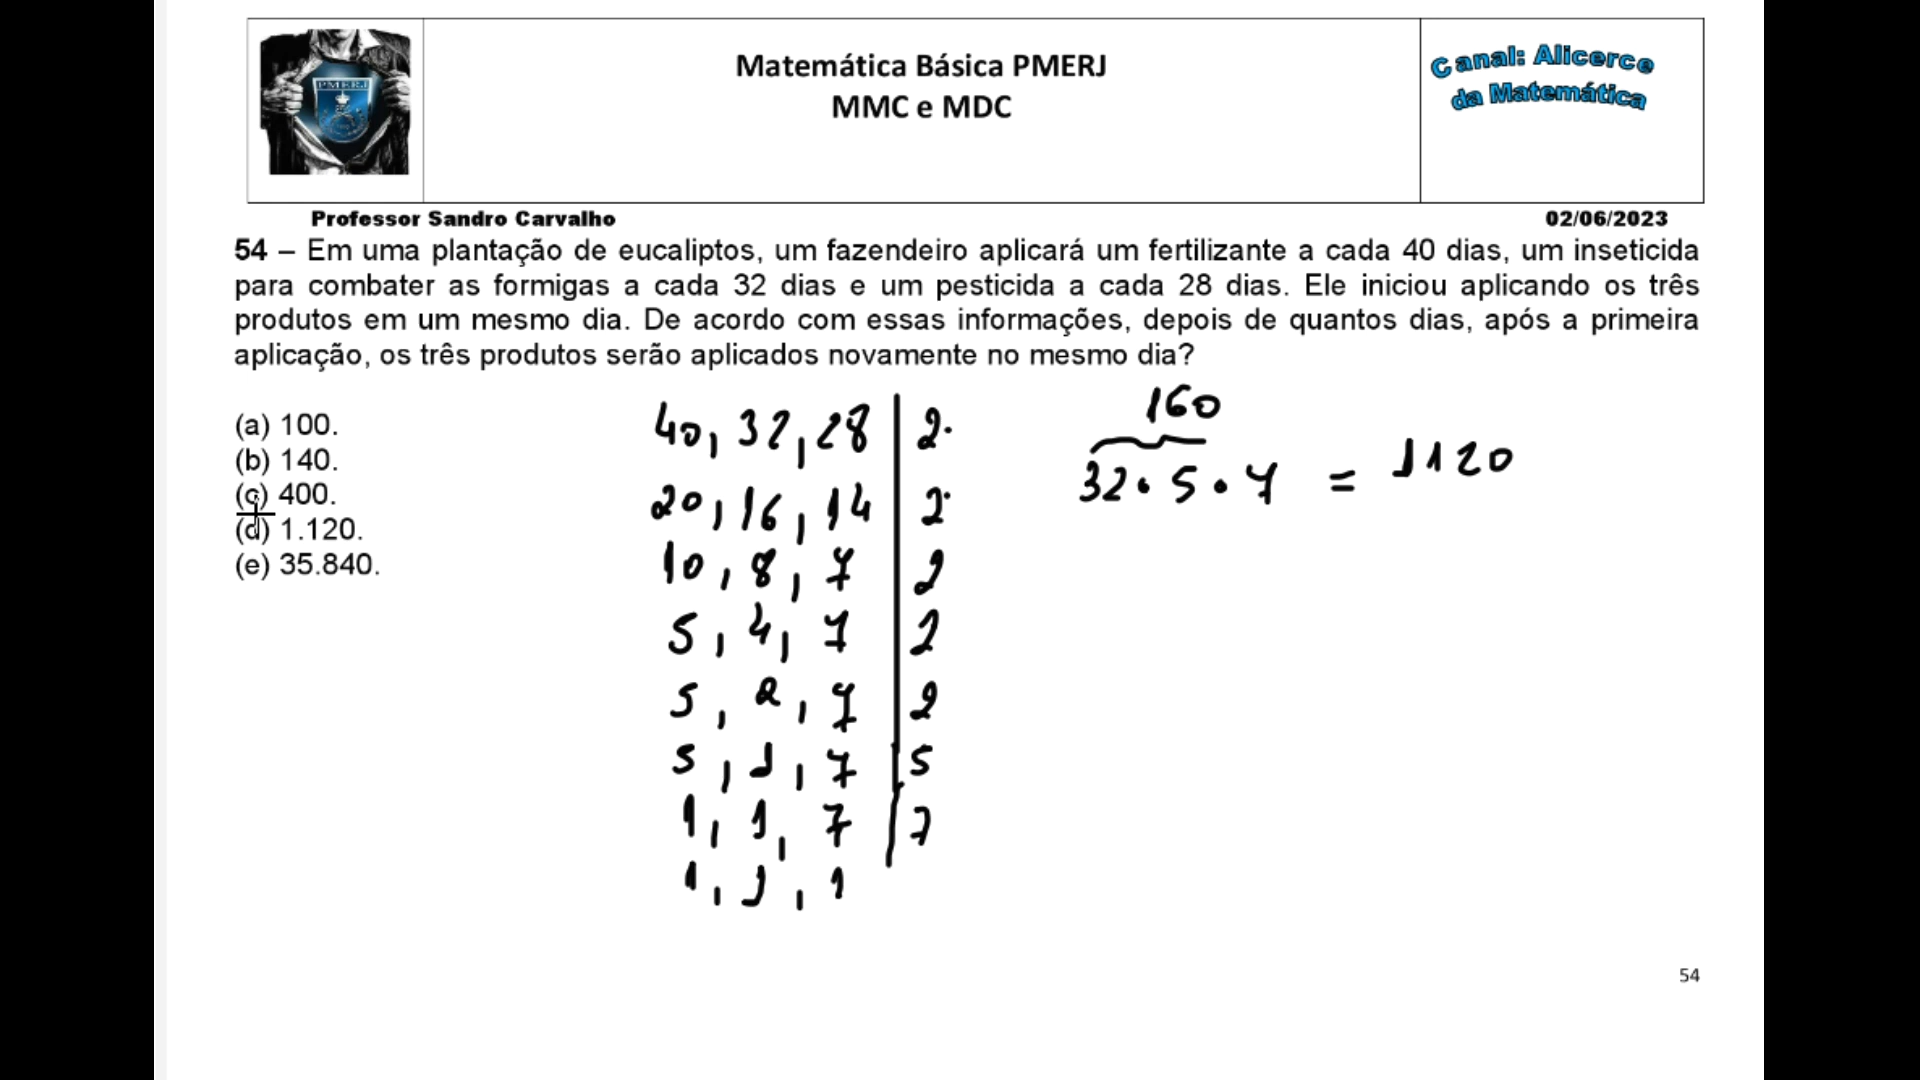 PMERJ
Matemática Básica PMERJ
MMC e MDC
Canal: Alicerce
da Matemática
Professor Sandro Carvalho
02/06/2023
54 – Em uma plantação de eucaliptos, um fazendeiro aplicará um fertilizante a cada 40 dias, um inseticida
para combater as formigas a cada 32 dias e um pesticida a cada 28 dias. Ele iniciou aplicando os três
produtos em um mesmo dia. De acordo com essas informações, depois de quantos dias, após a primeira
aplicação, os três produtos serão aplicados novamente no mesmo dia?
(a) 100.
(b) 140.
(c) 400.
(d) 1.120.
(e) 35.840.
40, 32, 28 | 2
20, 16, 14 | 2
10, 8, 7 | 2
5, 4, 7 | 2
5, 2, 7 | 2
5, 1, 7 | 5
1, 1, 7 | 7
1, 1, 1
160
32 . 5 . 7 = 1120
54